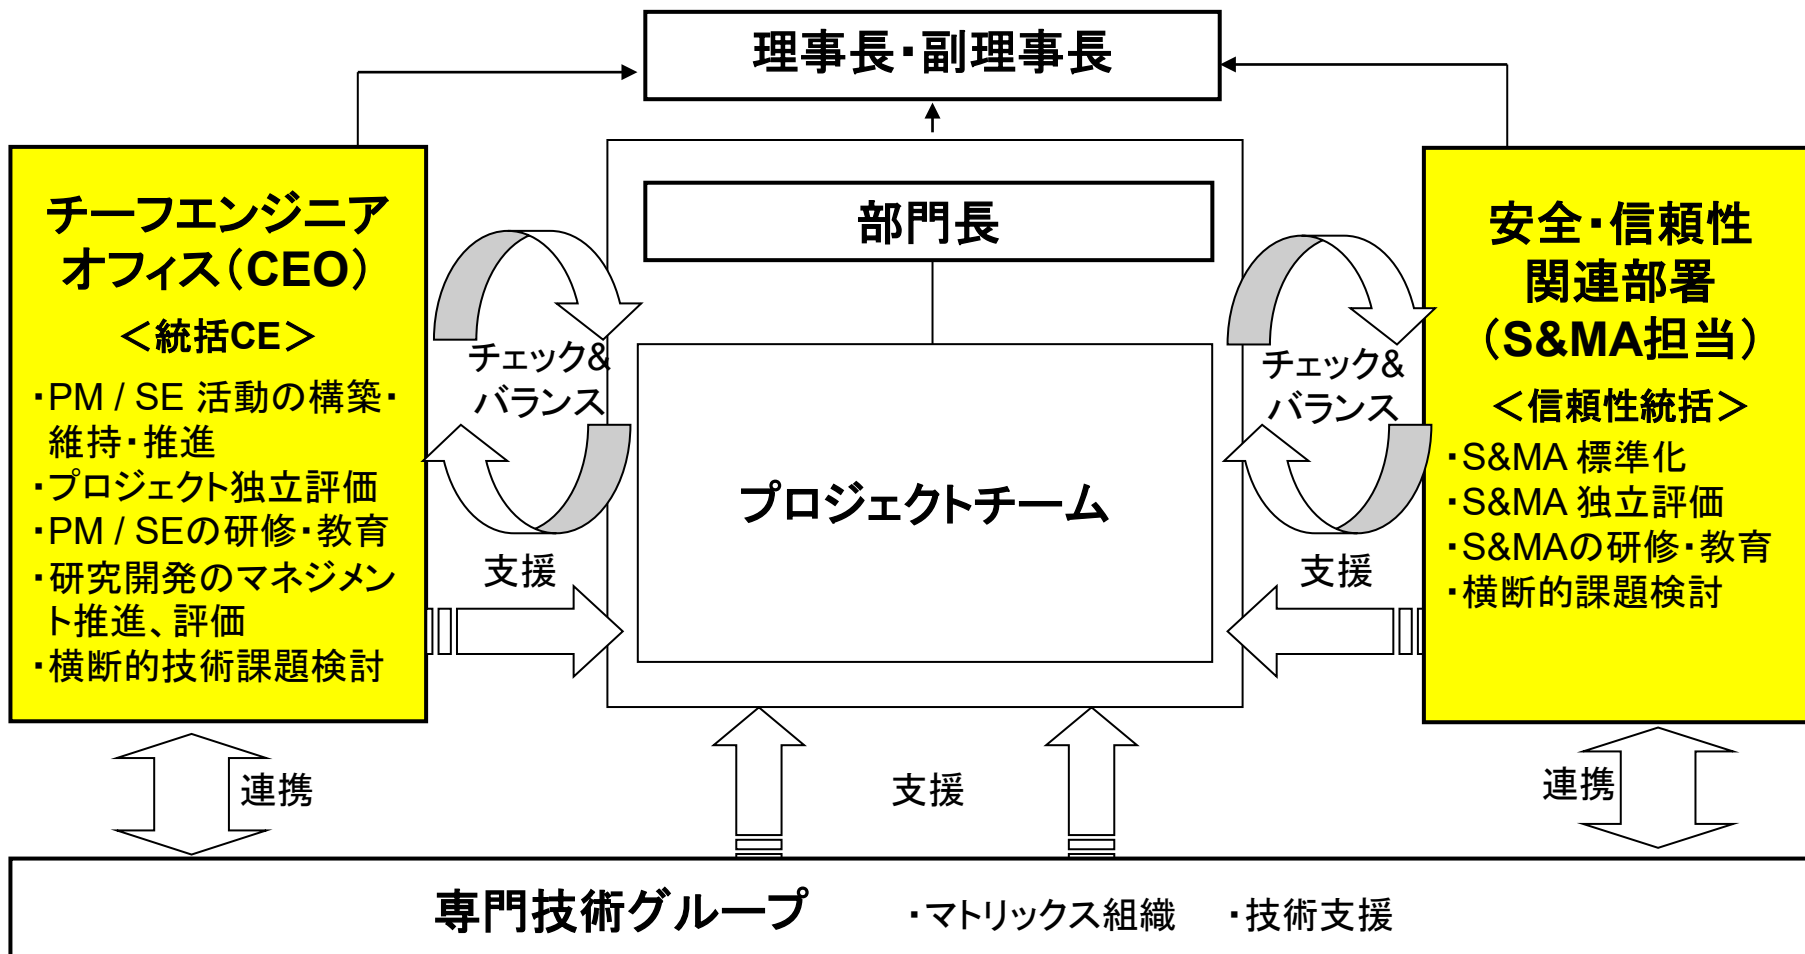 理事長・副理事長
チーフエンジニア
オフィス（CEO）
＜統括CE＞
・PM / SE 活動の構築・
維持・推進
・プロジェクト独立評価
・PM / SEの研修・教育
・研究開発のマネジメン
ト推進、評価
・横断的技術課題検討
チェック&
バランス
支援
部門長
プロジェクトチーム
チェック&
バランス
支援
安全・信頼性
関連部署
（S&MA担当）
＜信頼性統括＞
・S&MA 標準化
・S&MA 独立評価
・S&MAの研修・教育
・横断的課題検討
連携
支援
連携
専門技術グループ ・マトリックス組織 ・技術支援